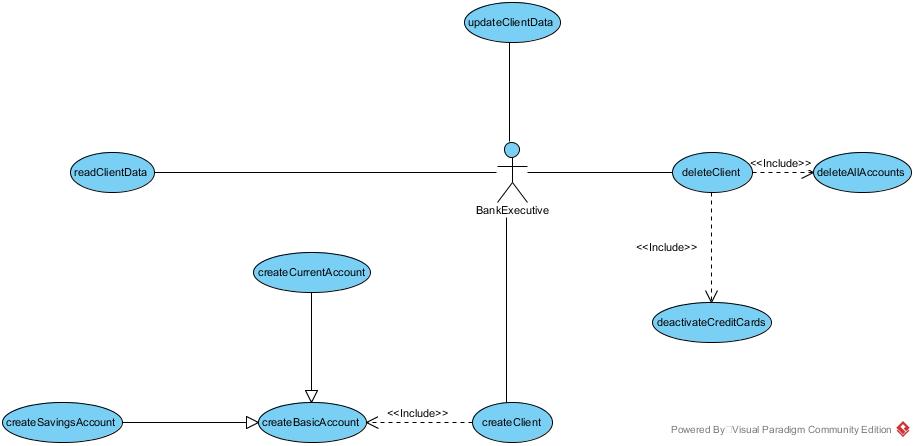 updateClientData
readClientData
deleteClient
<<Include>>
deleteAllAccounts
BankExecutive
<<Include>>
createCurrentAccount
deactivateCreditCards
createSavingsAccount
createBasicAccount
<<Include>>
createClient
Powered By Visual Paradigm Community Edition